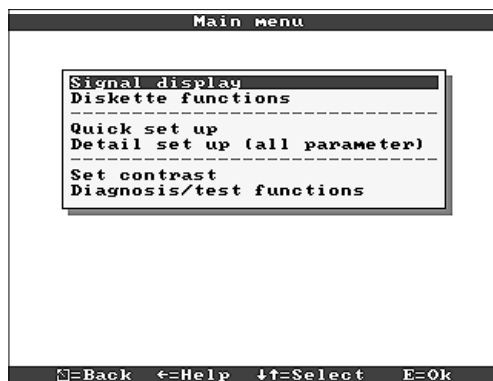 Main menu
Signal display
Diskette functions
Quick set up
Detail set up (all parameter)
Set contrast
Diagnosis/test functions
=Back ←=Help ↓↑=Select E=Ok